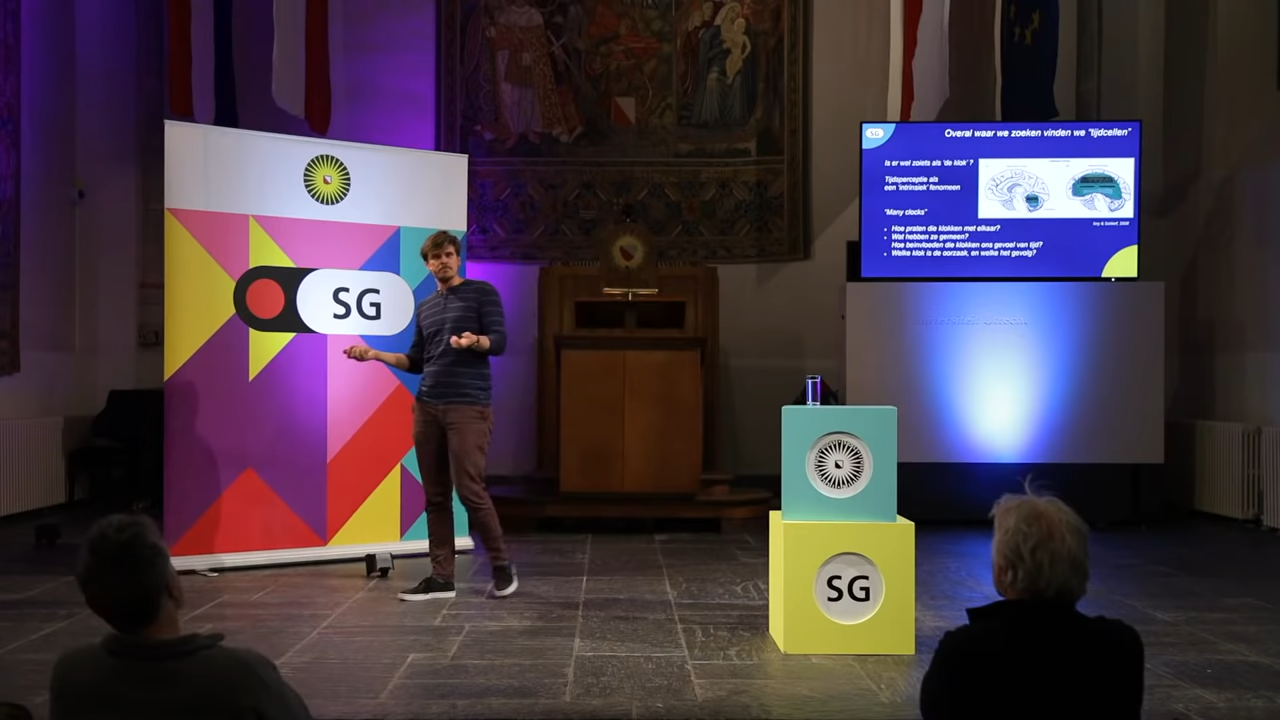 SG
SG
Overal waar we zoeken vinden we "tijdcellen"
Is er wel zoiets als 'de klok' ?
Tijdsperceptie als
een 'intrinsiek' fenomeen
"Many clocks"
Hoe praten die klokken met elkaar?
Wat hebben ze gemeen?
Hoe beinvloeden die klokken ons gevoel van tijd?
Welke klok is de oorzaak, en welke het gevolg?
SG